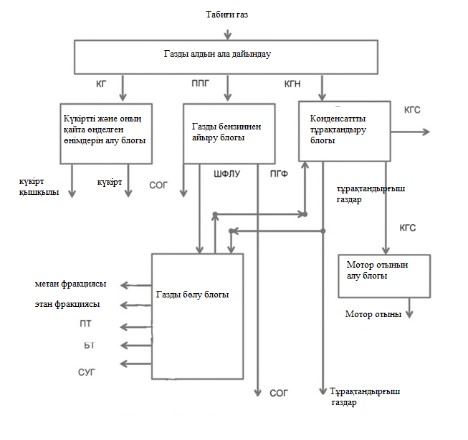 Табиғи газ
Газды алдын ала дайындау
КГ
ППГ
КГН
Күкіртті және оның
қайта өңделген
өнімдерін алу блогы
Газды бензиннен
айыру блогы
Конденсатты
тұрақтандыру
блогы
КГС
күкірт
қышқылы
күкірт
СОГ
ШФЛУ
ПГФ
тұрақтандырғыш
газдар
КГС
Газды бөлу блогы
Мотор отынын
алу блогы
метан фракциясы
этан фракциясы
ПТ
БТ
СУГ
Мотор отыны
СОГ
Тұрақтандырғыш
газдар